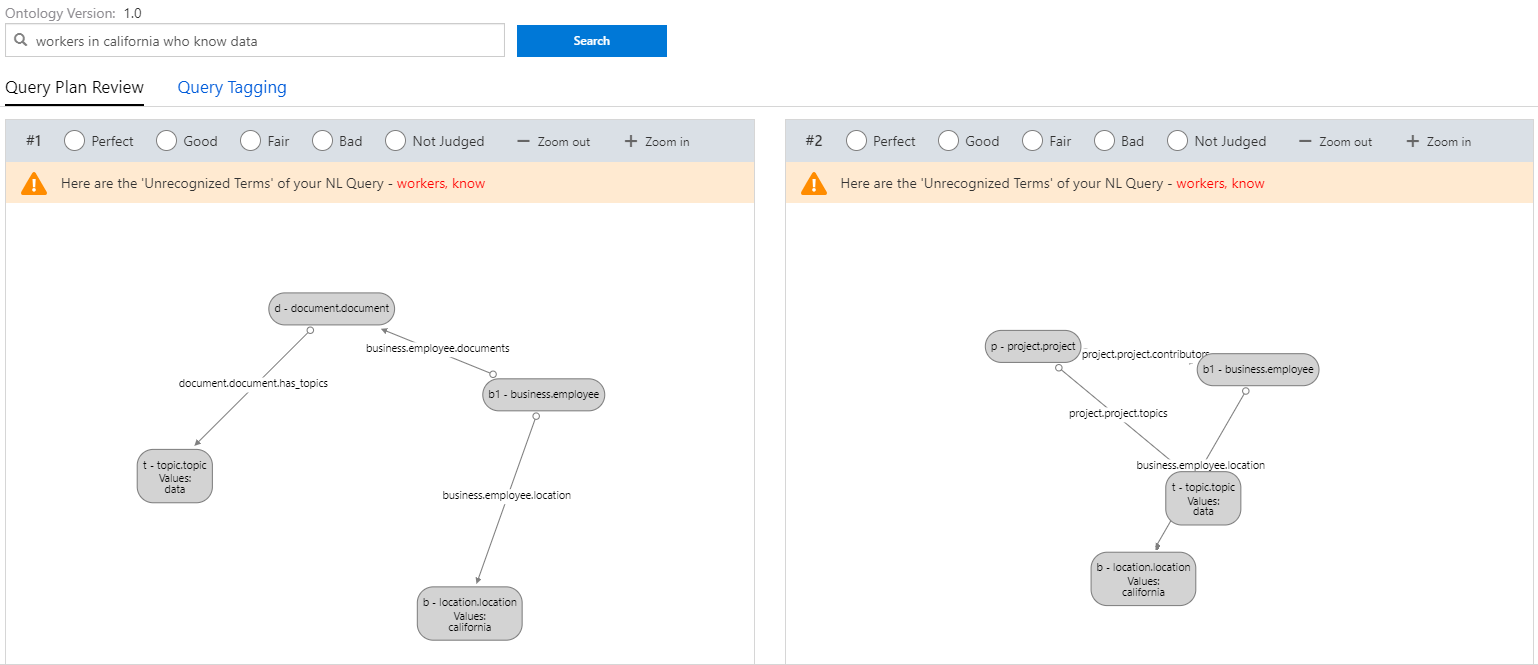 Ontology Version: 1.0
workers in california who know data
Search
Query Plan Review
Query Tagging
#1 Perfect Good Fair Bad Not Judged Zoom out Zoom in
Here are the 'Unrecognized Terms' of your NL Query - workers, know
d - document.document
business.employee.documents
document.document.has_topics
b1 - business.employee
t - topic.topic
Values:
data
business.employee.location
b - location.location
Values:
california
#2 Perfect Good Fair Bad Not Judged Zoom out Zoom in
Here are the 'Unrecognized Terms' of your NL Query - workers, know
p - project.project
project.project.contributors
b1 - business.employee
project.project.topics
business.employee.location
t - topic.topic
Values:
data
b - location.location
Values:
california